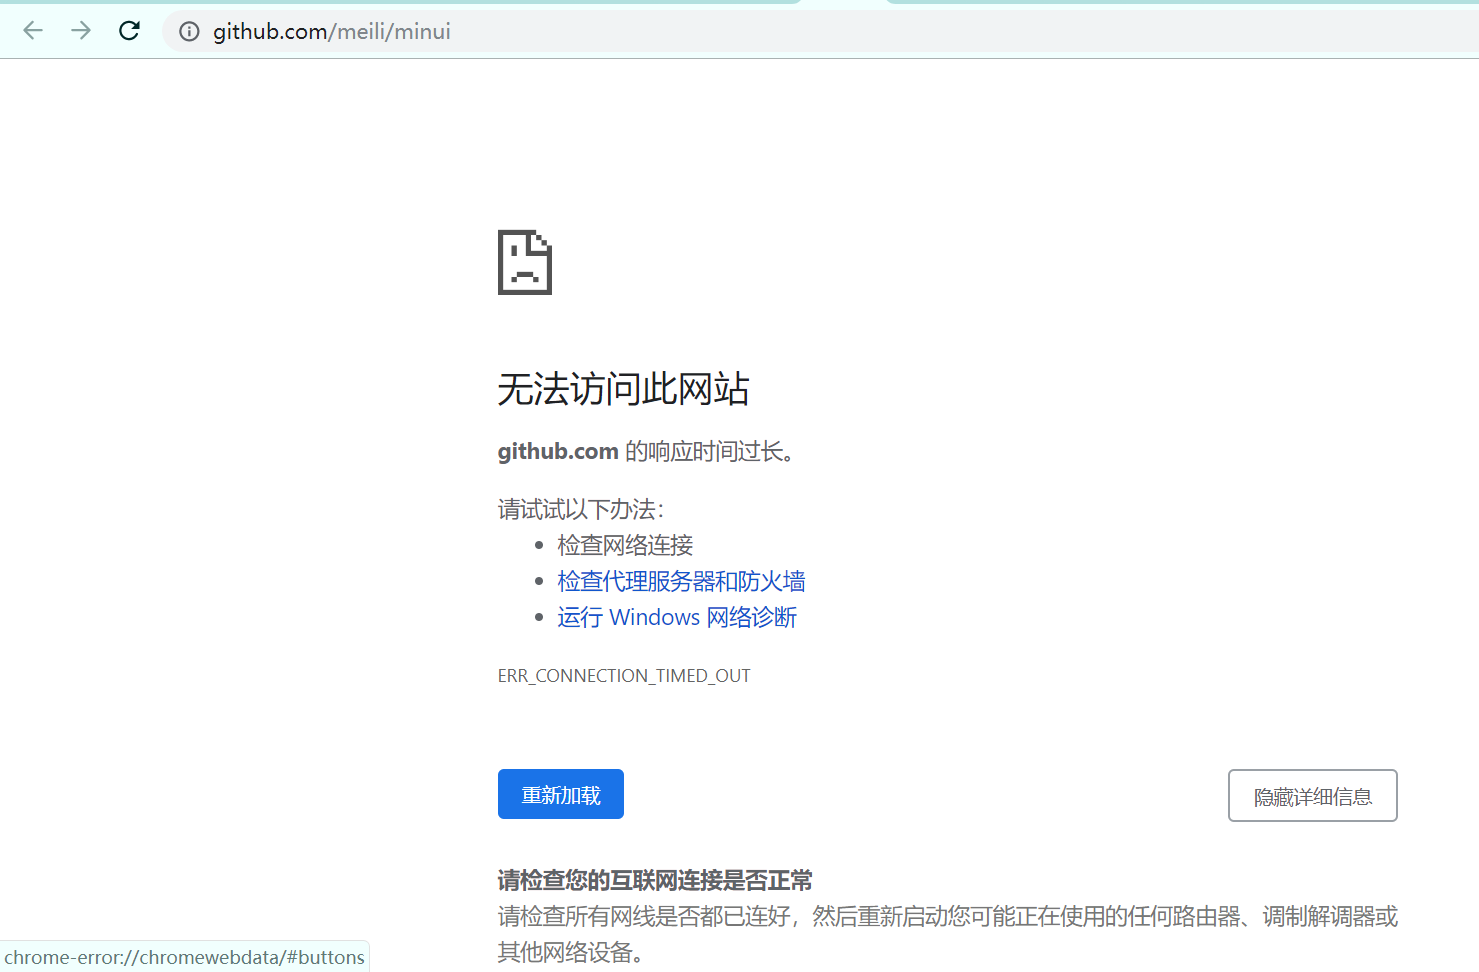 github.com/meili/minui
无法访问此网站
github.com 的响应时间过长。
请试试以下办法：
检查网络连接
检查代理服务器和防火墙
运行 Windows 网络诊断
ERR_CONNECTION_TIMED_OUT
重新加载
隐藏详细信息
请检查您的互联网连接是否正常
请检查所有网线是否都已连好，然后重新启动您可能正在使用的任何路由器、调制解调器或
其他网络设备。
chrome-error://chromewebdata/#buttons